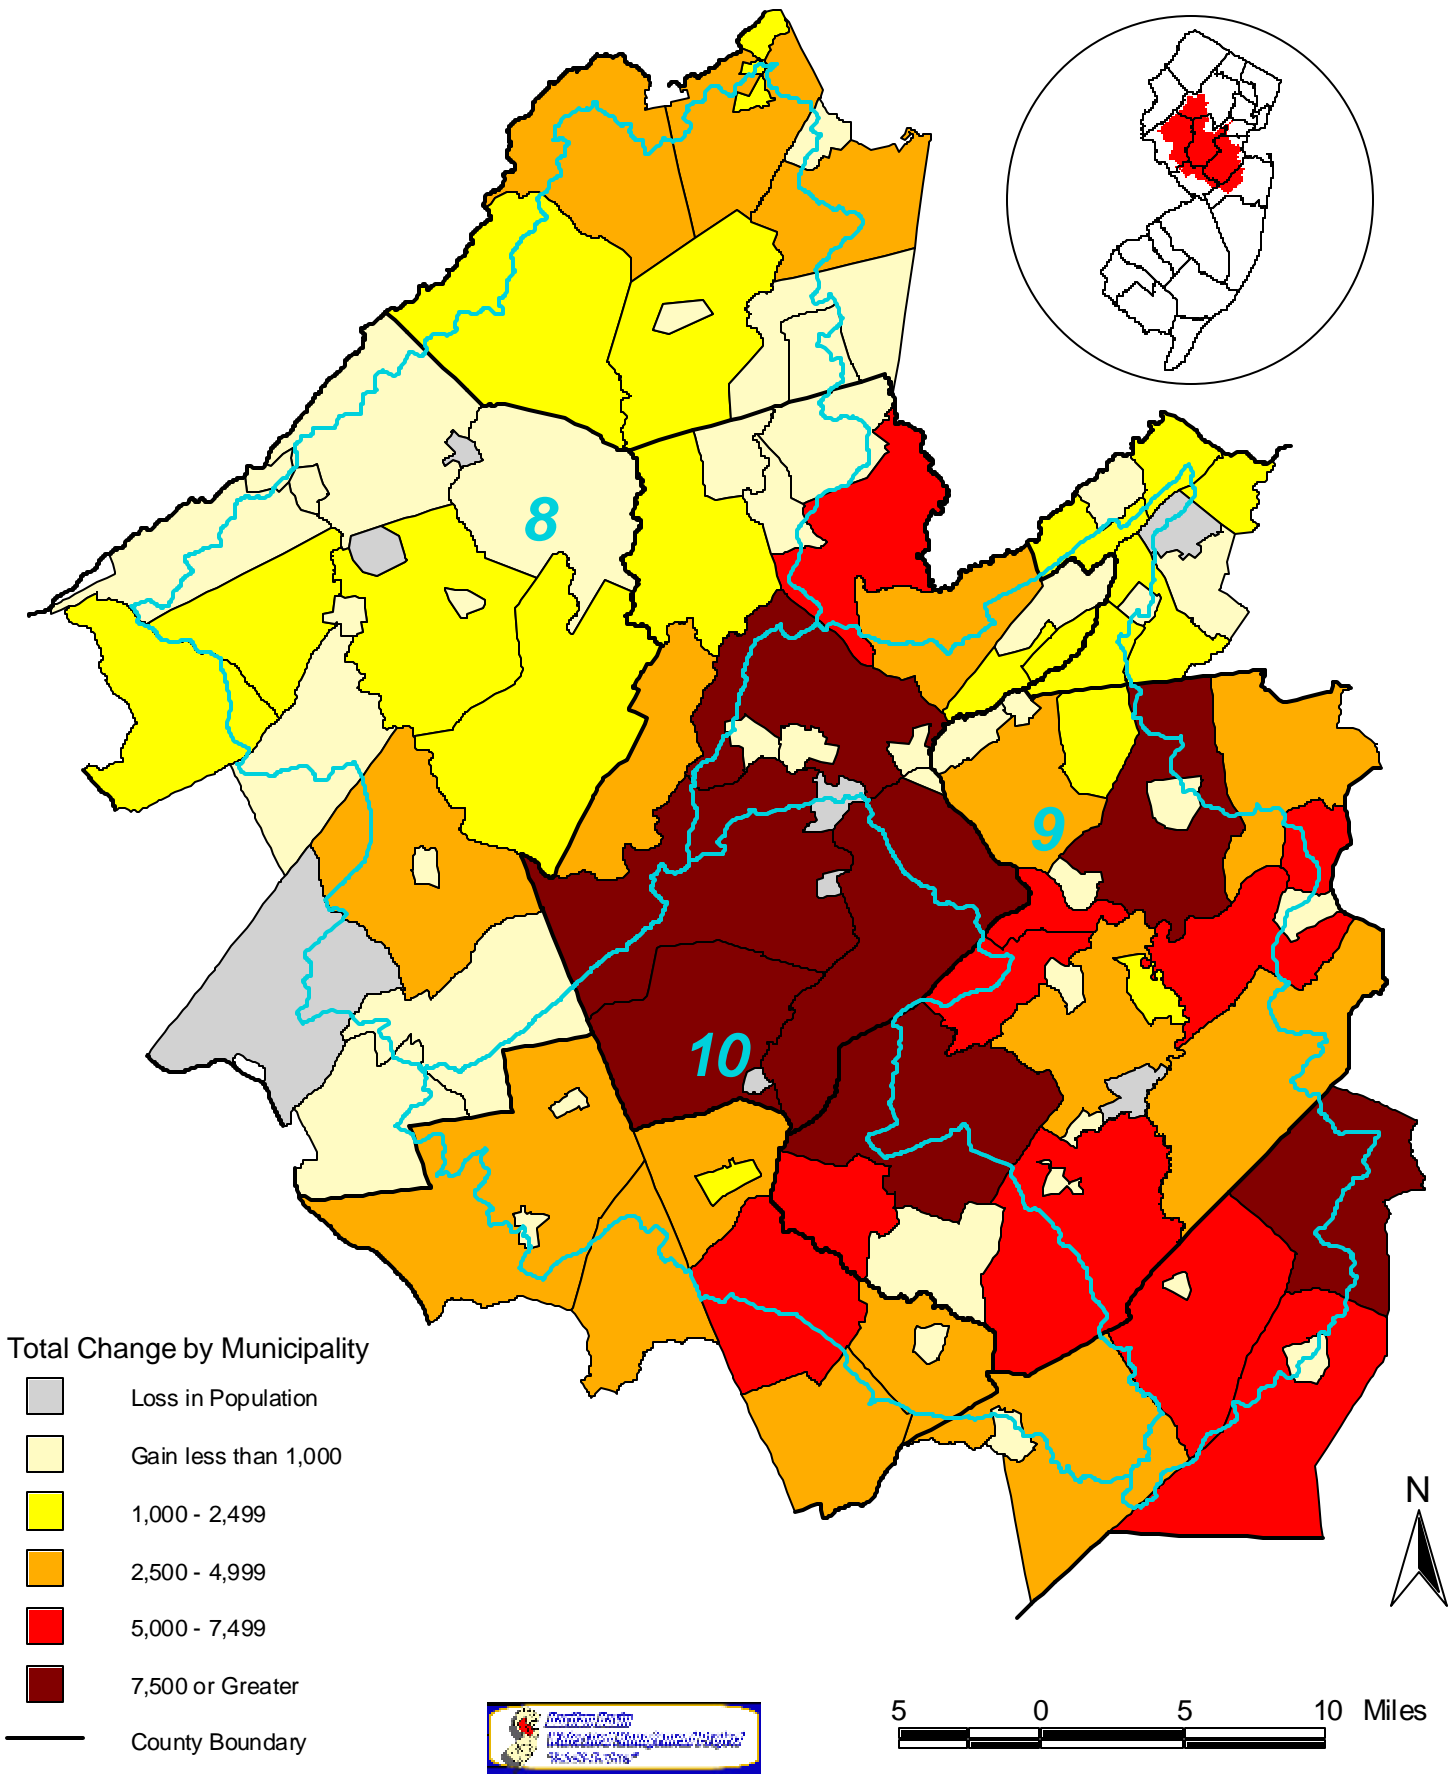 8
9
10
Total Change by Municipality
Loss in Population
Gain less than 1,000
1,000 - 2,499
2,500 - 4,999
5,000 - 7,499
7,500 or Greater
County Boundary
N
5 0 5 10 Miles